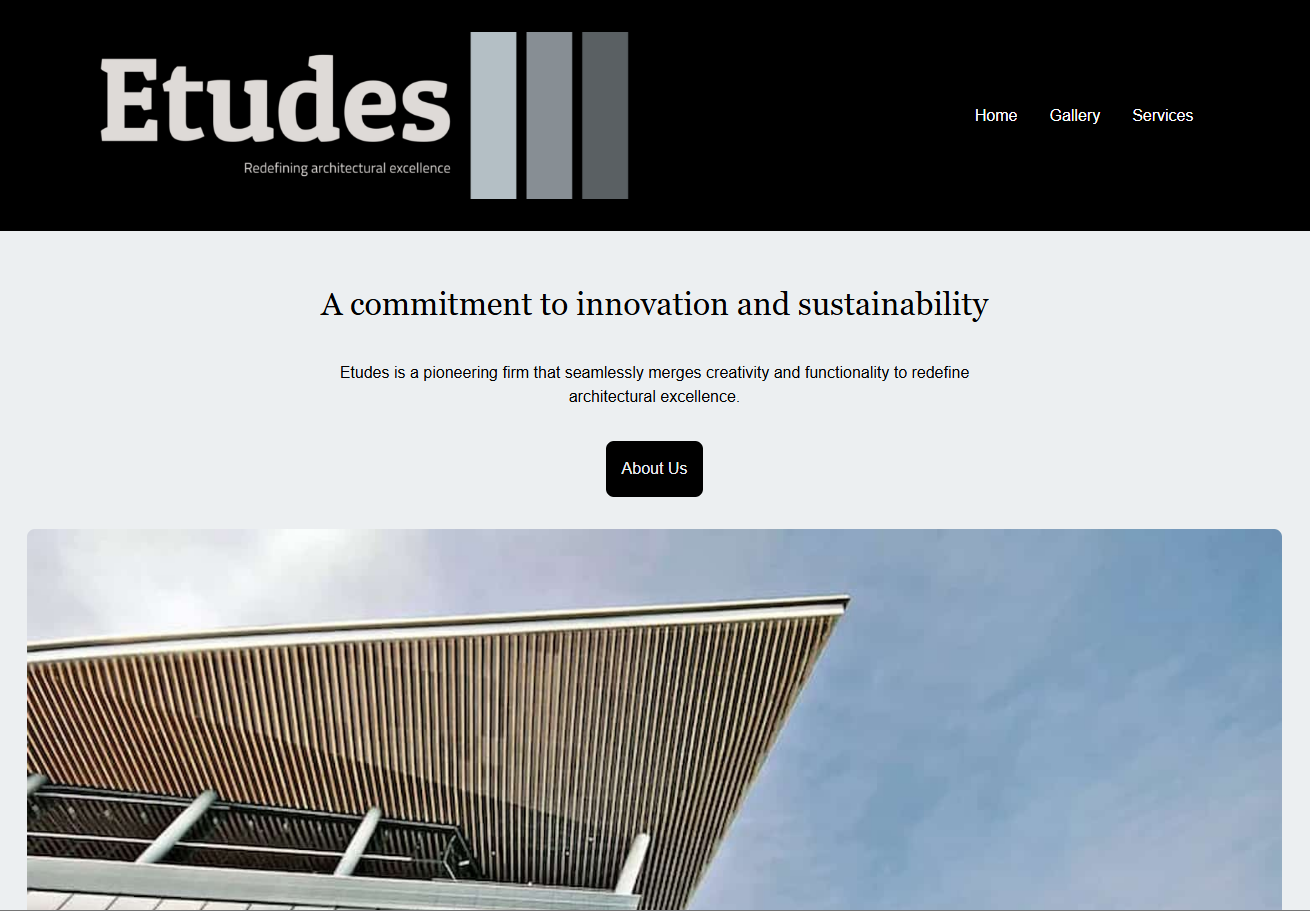 Etudes
Redefining architectural excellence
Home Gallery Services
A commitment to innovation and sustainability
Etudes is a pioneering firm that seamlessly merges creativity and functionality to redefine
architectural excellence.
About Us